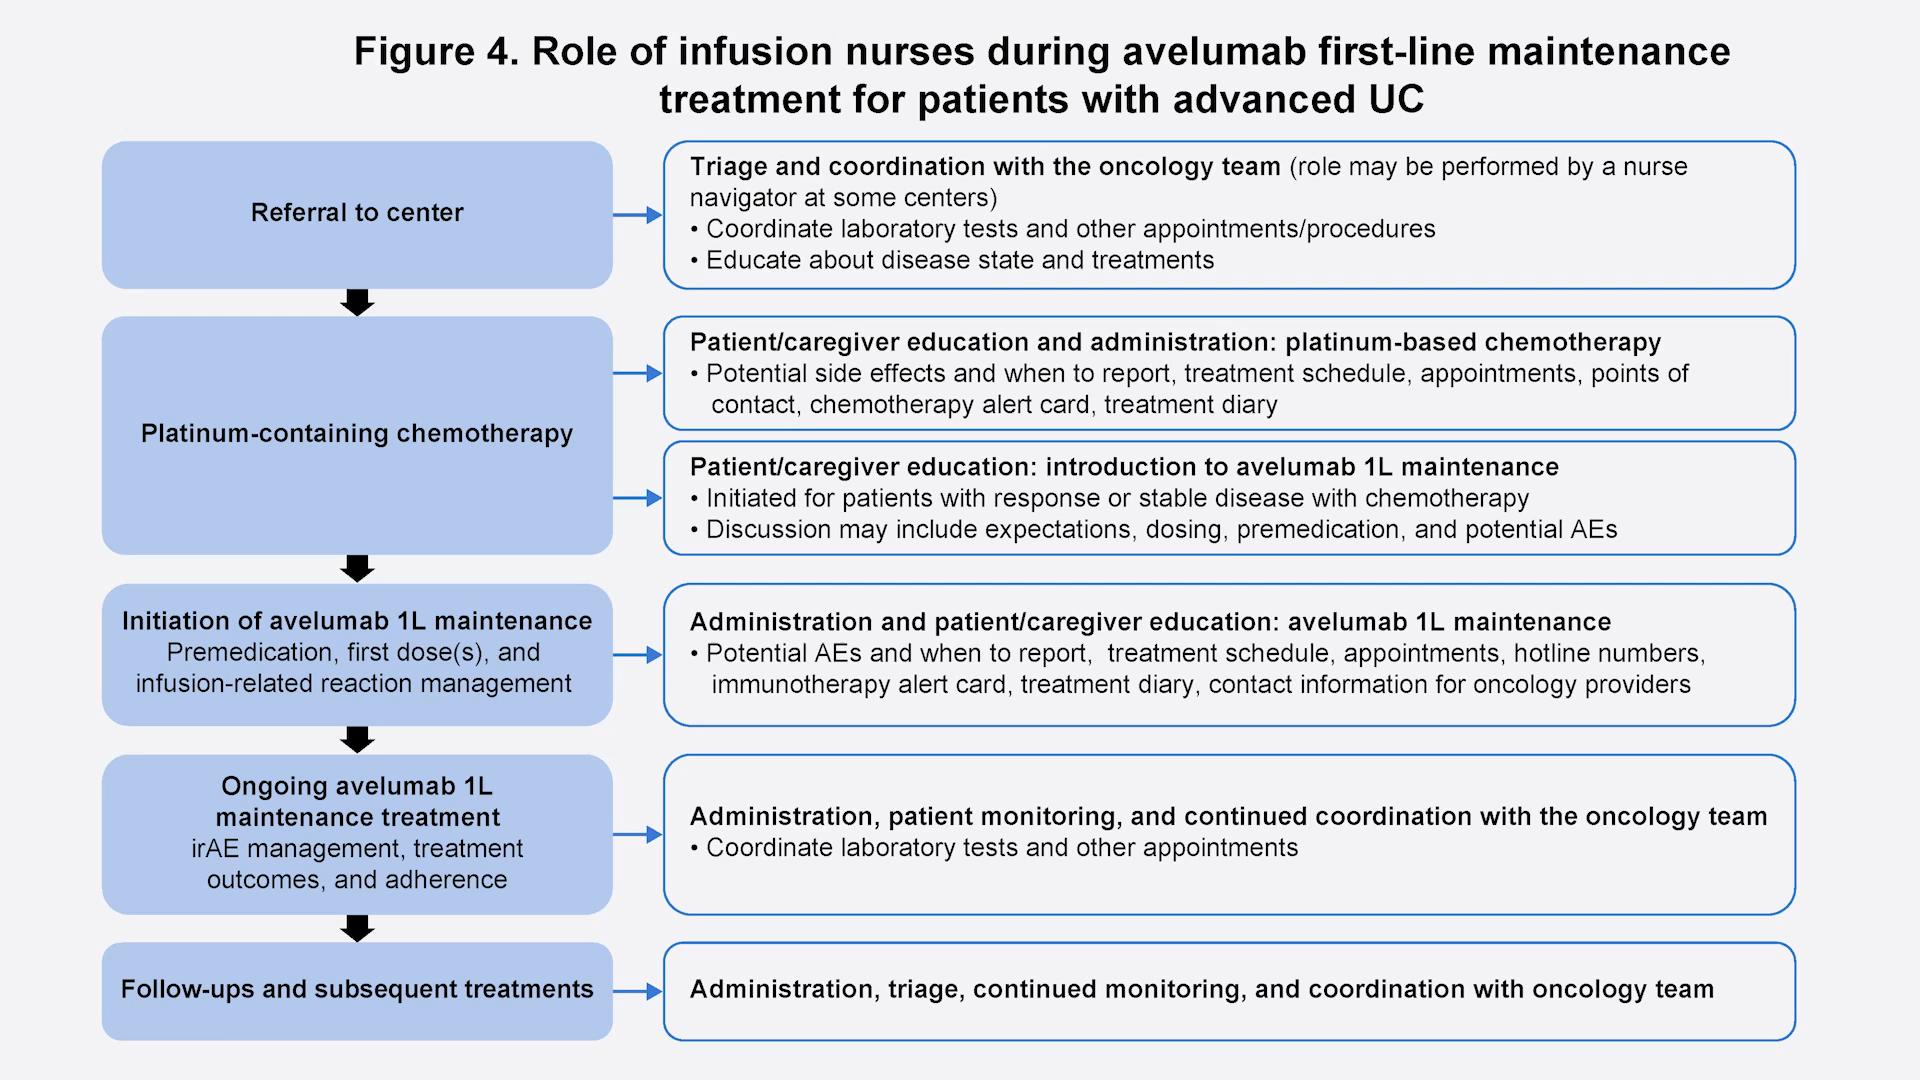 Figure 4. Role of infusion nurses during avelumab first-line maintenance
treatment for patients with advanced UC
Referral to center
Triage and coordination with the oncology team (role may be performed by a nurse
navigator at some centers)
• Coordinate laboratory tests and other appointments/procedures
• Educate about disease state and treatments
Platinum-containing chemotherapy
Patient/caregiver education and administration: platinum-based chemotherapy
• Potential side effects and when to report, treatment schedule, appointments, points of
contact, chemotherapy alert card, treatment diary
Patient/caregiver education: introduction to avelumab 1L maintenance
• Initiated for patients with response or stable disease with chemotherapy
• Discussion may include expectations, dosing, premedication, and potential AEs
Initiation of avelumab 1L maintenance
Premedication, first dose(s), and
infusion-related reaction management
Administration and patient/caregiver education: avelumab 1L maintenance
• Potential AEs and when to report,  treatment schedule, appointments, hotline numbers,
immunotherapy alert card, treatment diary, contact information for oncology providers
Ongoing avelumab 1L
maintenance treatment
irAE management, treatment
outcomes, and adherence
Administration, patient monitoring, and continued coordination with the oncology team
• Coordinate laboratory tests and other appointments
Follow-ups and subsequent treatments
Administration, triage, continued monitoring, and coordination with oncology team